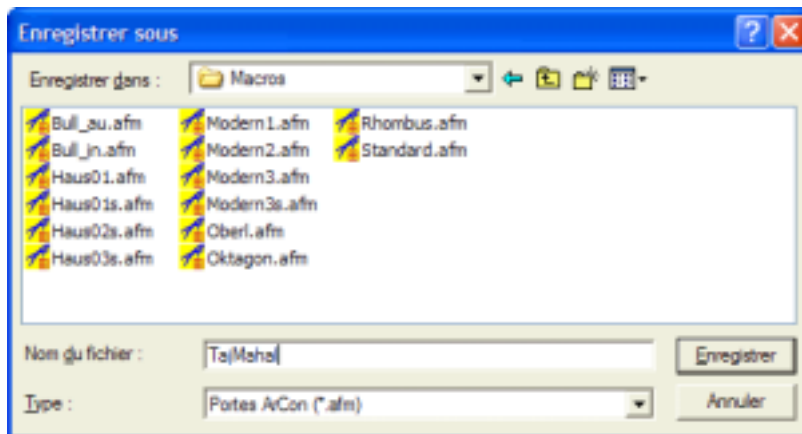 Enregistrer sous
Enregistrer dans :
Macros
Bull_au.afm
Bull_in.afm
Haus01.afm
Haus01s.afm
Haus02s.afm
Haus03s.afm
Modern1.afm
Modern2.afm
Modern3.afm
Modern3s.afm
Oberl.afm
Oktagon.afm
Rhombus.afm
Standard.afm
Nom du fichier :
TajMahal
Enregistrer
Type :
Portes ArCon (*.afm)
Annuler